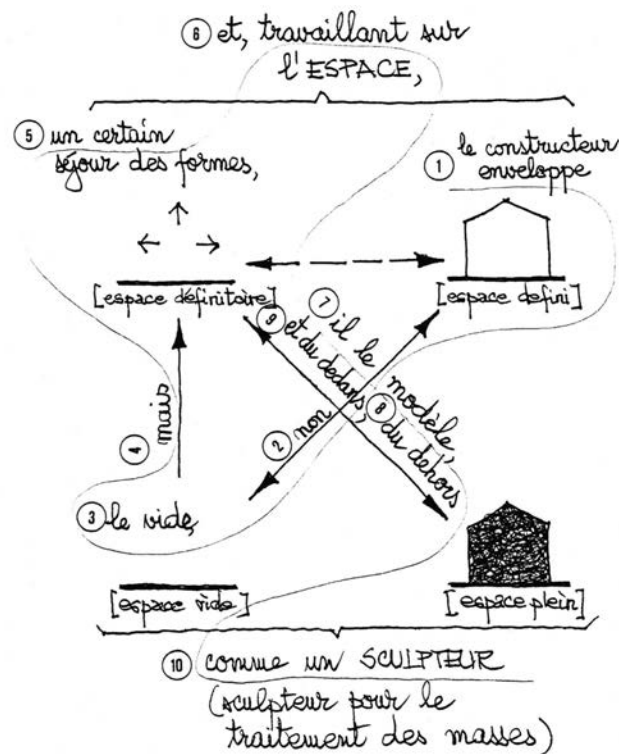 ⑥ et, travaillant sur
l'ESPACE,
⑤ un certain
séjour des formes,
① le constructeur
enveloppe
[espace définitoire]
[espace defini]
⑦ il le modèle,
⑨ et du dedans,
⑧ du dehors
② non
④ mais
③ le vide,
[espace vide]
[espace plein]
⑩ comme un SCULPTEUR
(sculpteur pour le
traitement des masses)